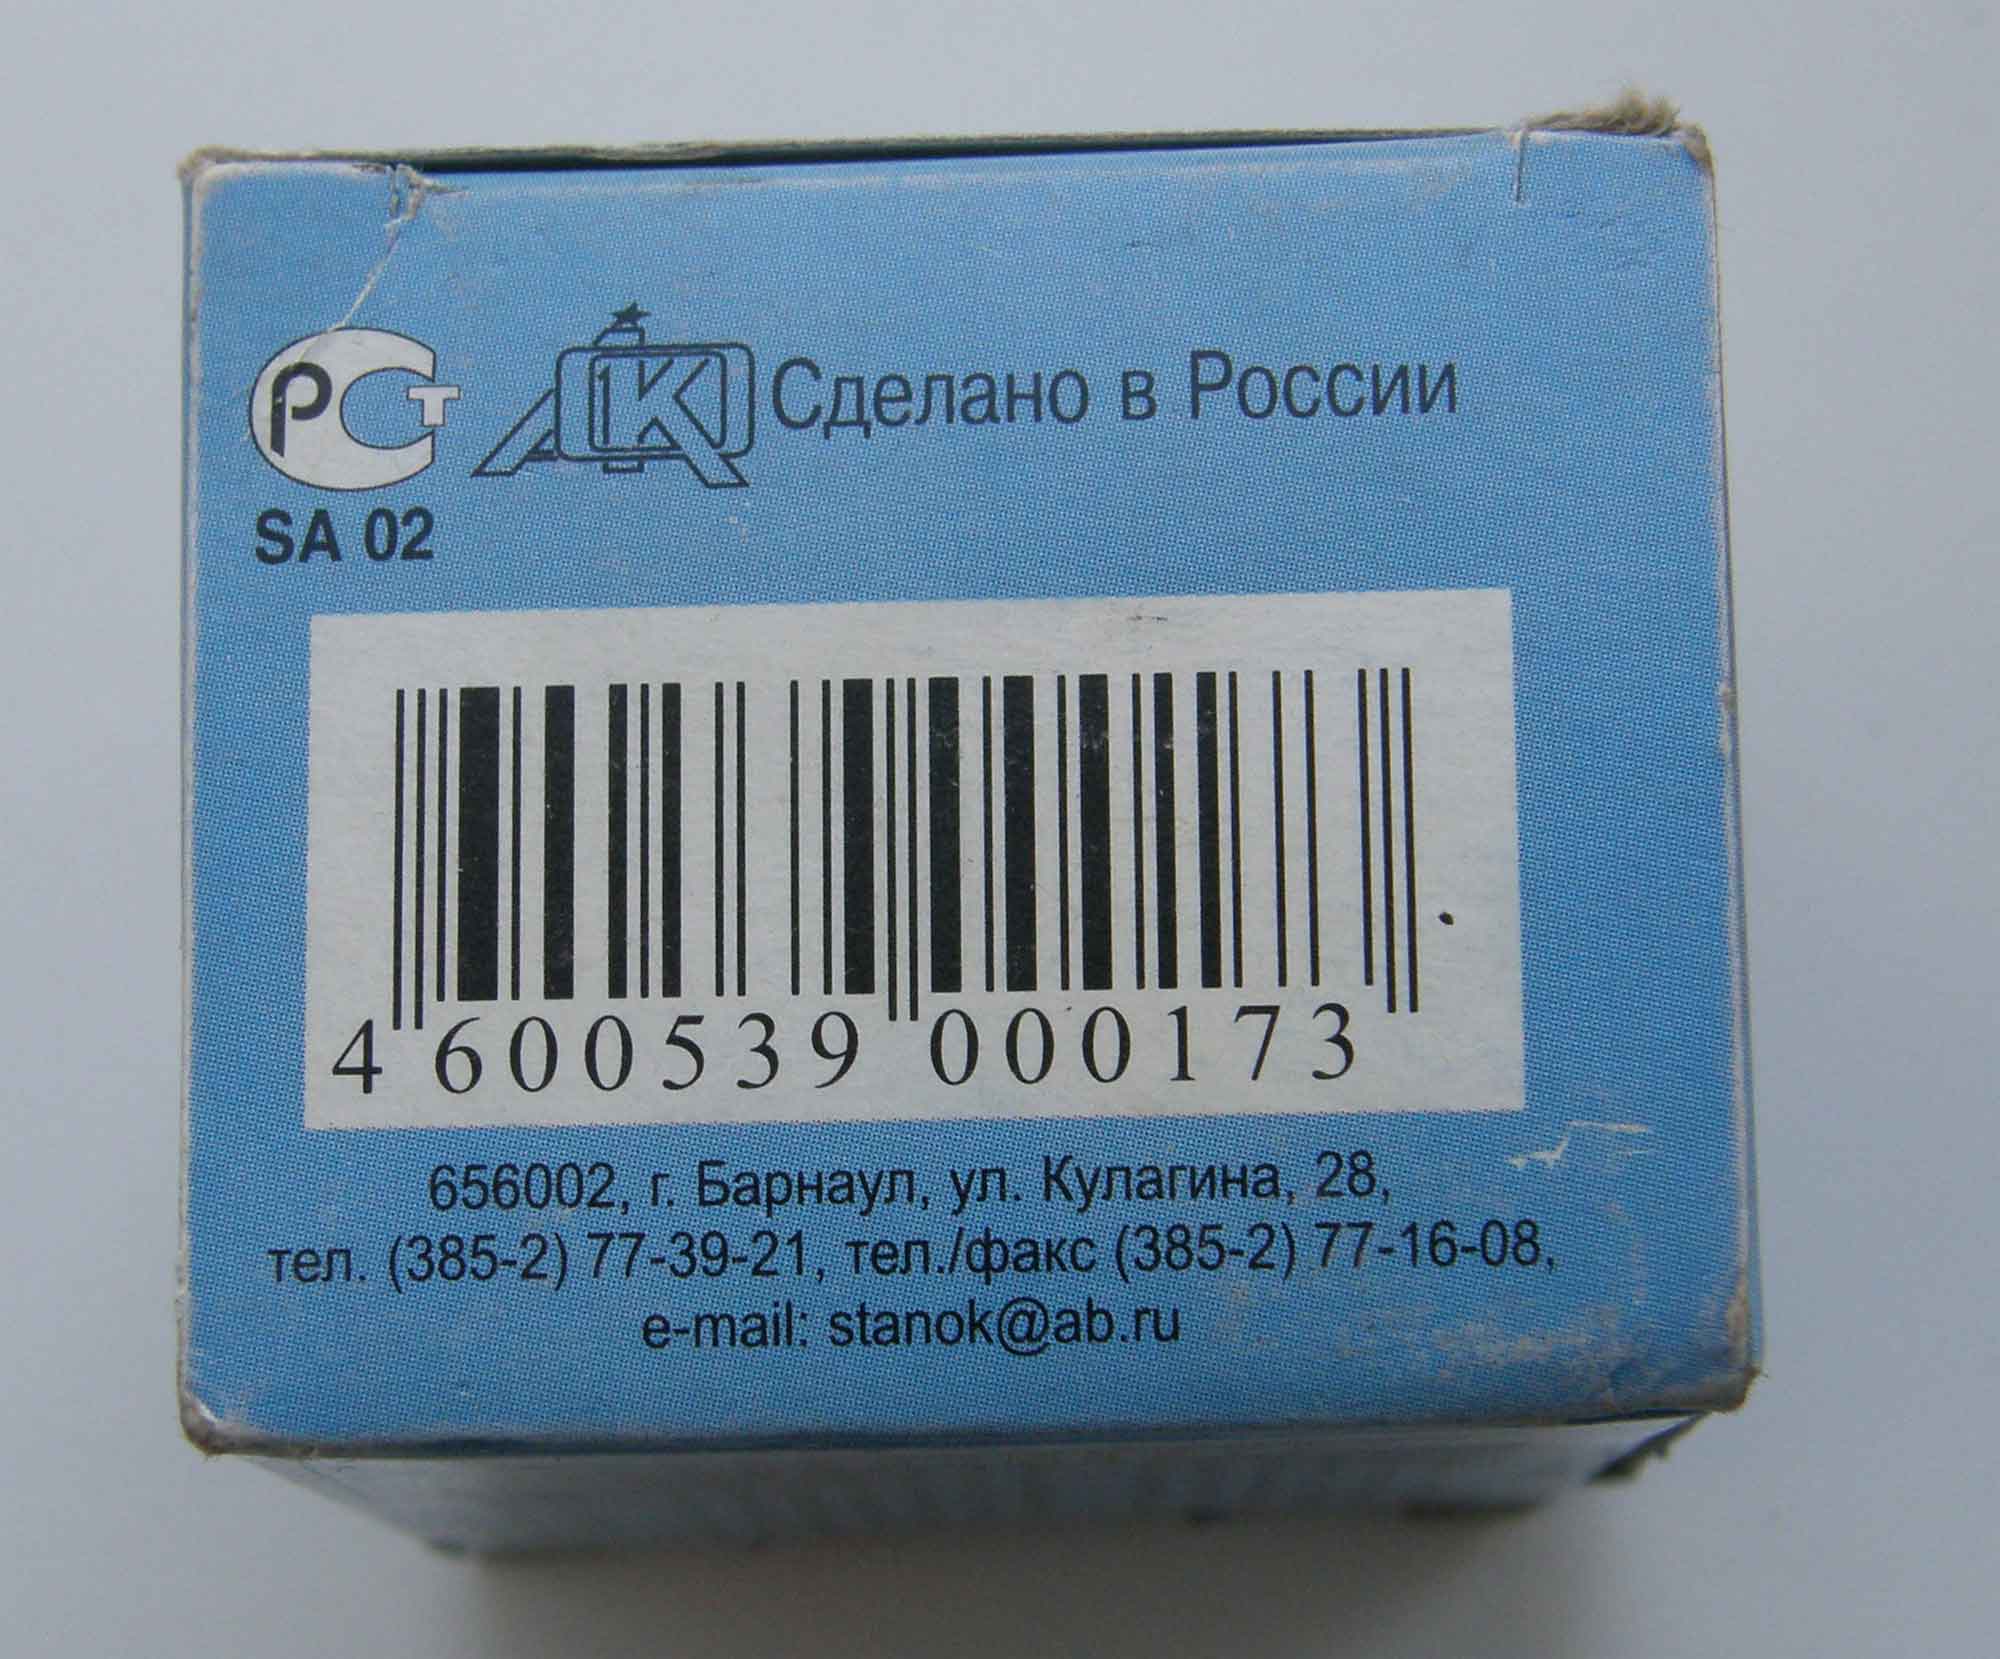 РСТ Сделано в России
SA 02
4 600539 000173
656002, г. Барнаул, ул. Кулагина, 28,
тел. (385-2) 77-39-21, тел./факс (385-2) 77-16-08,
e-mail: stanok@ab.ru